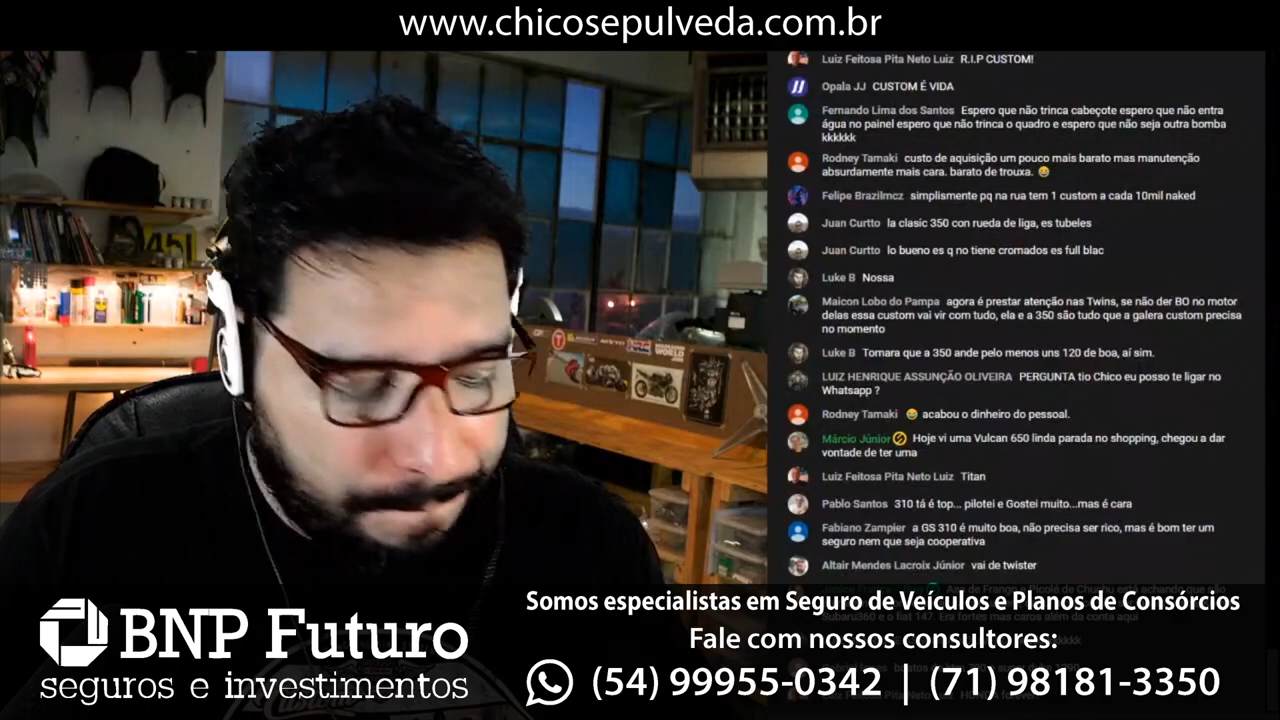 www.chicosepulveda.com.br
Luiz Feitosa Pita Neto Luiz R.I.P CUSTOM!
Opala JJ CUSTOM É VIDA
Fernando Lima dos Santos Espero que não trinca cabeçote espero que não entra
água no painel espero que não trinca o quadro e espero que não seja outra bomba
kkkkkk
Rodney Tamaki custo de aquisição um pouco mais barato mas manutenção
absurdamente mais cara. barato de trouxa. 😂
Felipe Brazilmcz simplismente pq na rua tem 1 custom a cada 10mil naked
Juan Curtto la clasic 350 con rueda de liga, es tubeles
Juan Curtto lo bueno es q no tiene cromados es full blac
Luke B Nossa
Maicon Lobo do Pampa agora é prestar atenção nas Twins, se não der BO no motor
delas essa custom vai vir com tudo, ela e a 350 são tudo que a galera custom precisa
no momento
Luke B Tomara que a 350 ande pelo menos uns 120 de boa, aí sim.
LUIZ HENRIQUE ASSUNÇÃO OLIVEIRA PERGUNTA tio Chico eu posso te ligar no
Whatsapp ?
Rodney Tamaki 😂 acabou o dinheiro do pessoal.
Márcio Júnior Hoje vi uma Vulcan 650 linda parada no shopping, chegou a dar
vontade de ter uma
Luiz Feitosa Pita Neto Luiz Titan
Pablo Santos 310 tá é top... pilotei e Gostei muito...mas é cara
Fabiano Zampier a GS 310 é muito boa, não precisa ser rico, mas é bom ter um
seguro nem que seja cooperativa
Altair Mendes Lacroix Júnior vai de twister
BNP Futuro
seguros e investimentos
Somos especialistas em Seguro de Veículos e Planos de Consórcios
Fale com nossos consultores:
(54) 99955-0342 | (71) 98181-3350